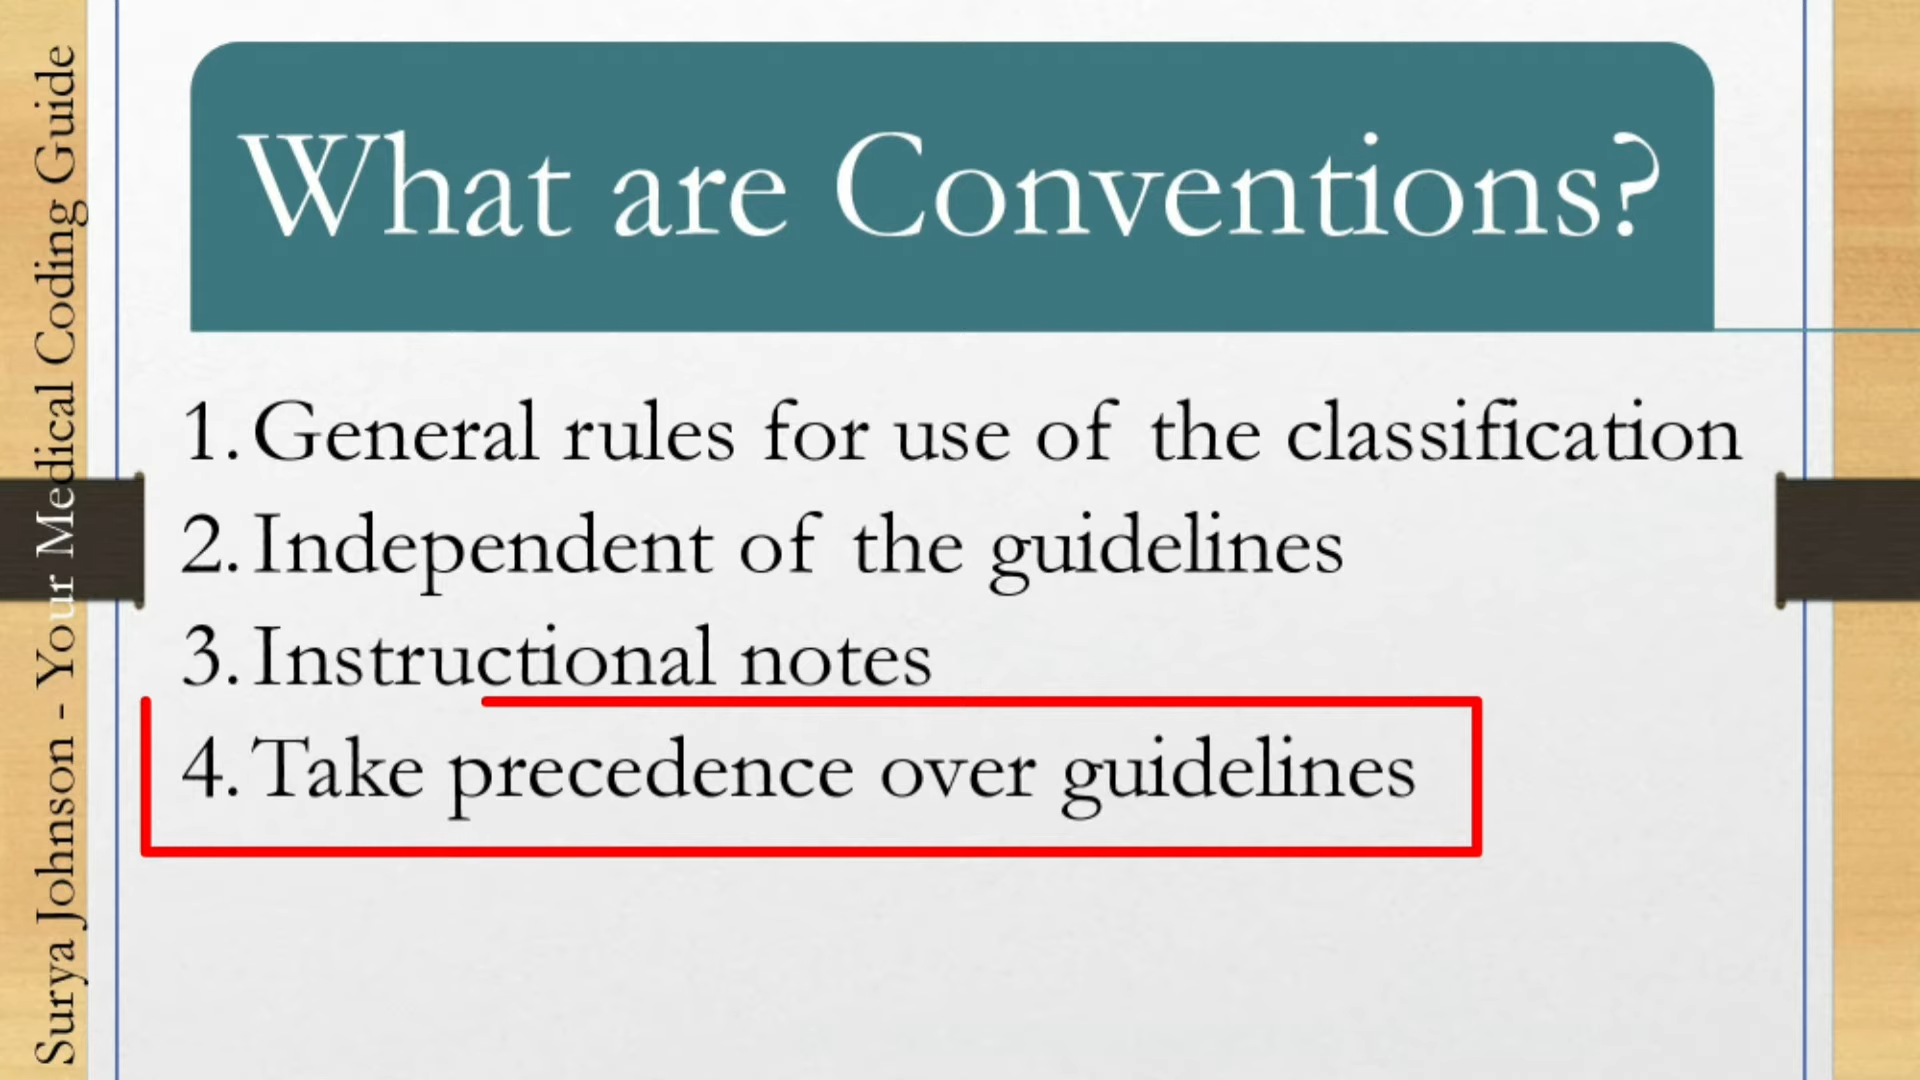 What are Conventions?
1. General rules for use of the classification
2. Independent of the guidelines
3. Instructional notes
4. Take precedence over guidelines
Surya Johnson - Your Medical Coding Guide